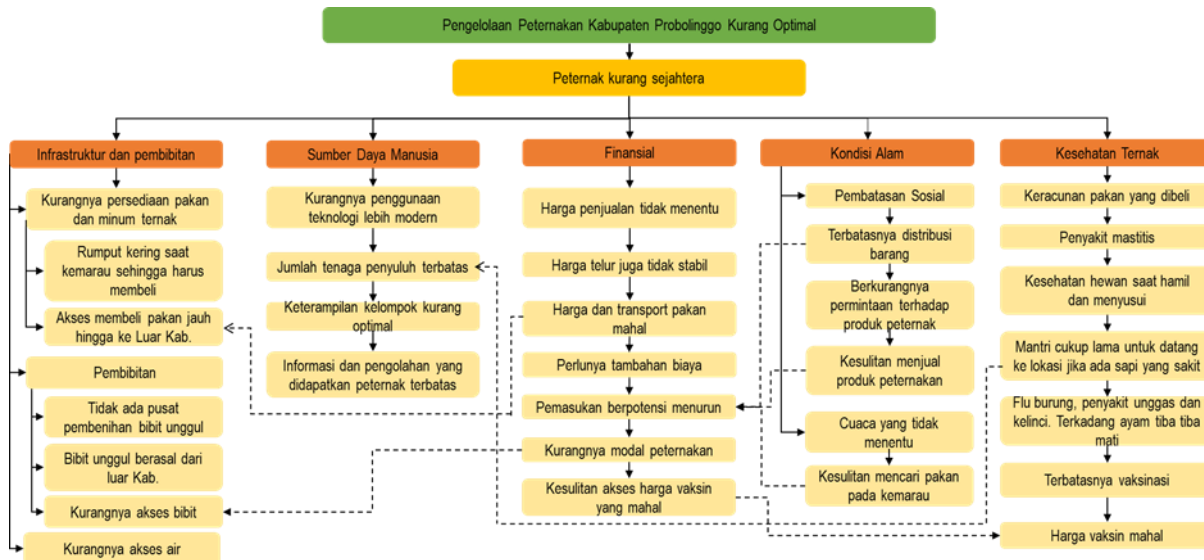 Pengelolaan Peternakan Kabupaten Probolinggo Kurang Optimal
Peternak kurang sejahtera
Infrastruktur dan pembibitan
Kurangnya persediaan pakan
dan minum ternak
Rumput kering saat
kemarau sehingga harus
membeli
Akses membeli pakan jauh
hingga ke Luar Kab.
Pembibitan
Tidak ada pusat
pembenihan bibit unggul
Bibit unggul berasal dari
luar Kab.
Kurangnya akses bibit
Kurangnya akses air
Sumber Daya Manusia
Kurangnya penggunaan
teknologi lebih modern
Jumlah tenaga penyuluh terbatas
Keterampilan kelompok kurang
optimal
Informasi dan pengolahan yang
didapatkan peternak terbatas
Finansial
Harga penjualan tidak menentu
Harga telur juga tidak stabil
Harga dan transport pakan
mahal
Perlunya tambahan biaya
Pemasukan berpotensi menurun
Kurangnya modal peternakan
Kesulitan akses harga vaksin
yang mahal
Kondisi Alam
Pembatasan Sosial
Terbatasnya distribusi
barang
Berkurangnya
permintaan terhadap
produk peternak
Kesulitan menjual
produk peternakan
Cuaca yang tidak
menentu
Kesulitan mencari pakan
pada kemarau
Kesehatan Ternak
Keracunan pakan yang dibeli
Penyakit mastitis
Kesehatan hewan saat hamil
dan menyusui
Mantri cukup lama untuk datang
ke lokasi jika ada sapi yang sakit
Flu burung, penyakit unggas dan
kelinci. Terkadang ayam tiba tiba
mati
Terbatasnya vaksinasi
Harga vaksin mahal